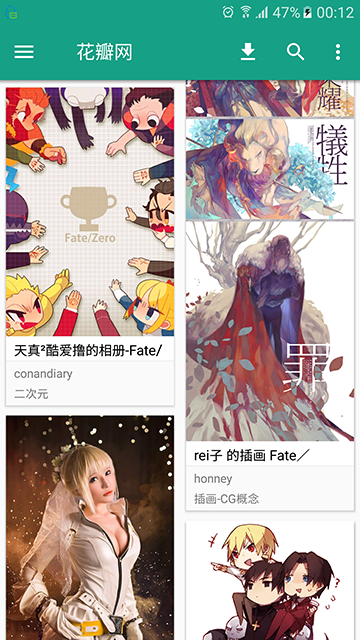 47% 00:12
花瓣网
耀
犠牲
Fate/Zero
天真²酷爱撸的相册-Fate/
conandiary
二次元
罪
rei子 的插画 Fate／
honney
插画-CG概念